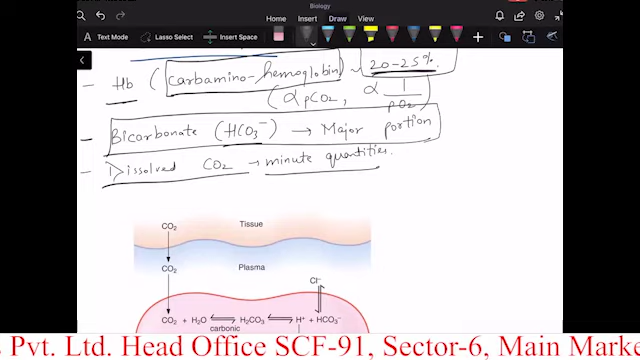 Biology
Home Insert Draw View
Text Mode Lasso Select Insert Space
– Hb (carbamino-hemoglobin) ~ 20-25%.
(α pCO2, α 1/pO2)
– Bicarbonate (HCO3⁻) → Major portion
– Dissolved CO2 → minute quantities.
CO₂ Tissue
CO₂ Plasma
Cl⁻
CO₂ + H₂O ⇌ H₂CO₃ ⇌ H⁺ + HCO₃⁻
carbonic
s Pvt. Ltd. Head Office SCF-91, Sector-6, Main Marke